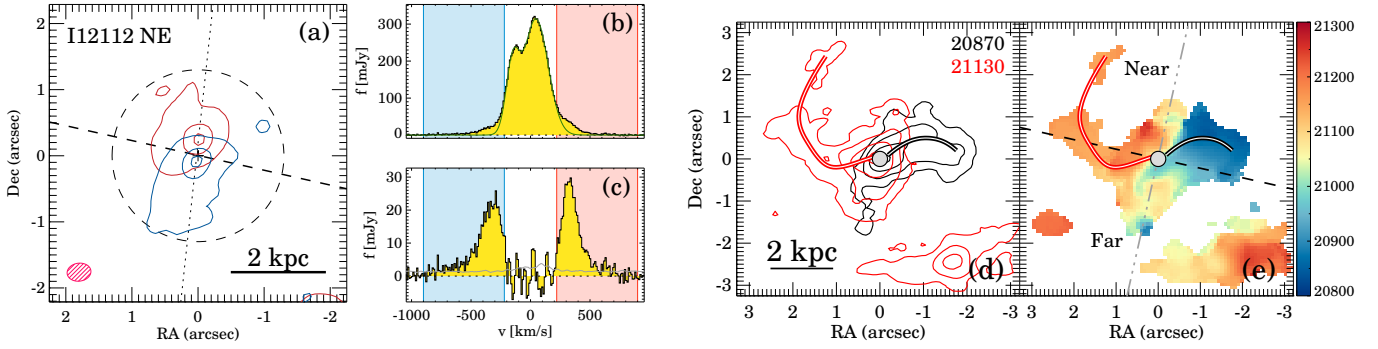 I12112 NE
(a)
2
1
0
-1
-2
Dec (arcsec)
2 kpc
2
1
0
-1
-2
RA (arcsec)
(b)
300
200
100
0
f [mJy]
(c)
30
20
10
0
f [mJy]
-1000
-500
0
500
v [km/s]
20870
21130
3
2
1
0
-1
-2
-3
Dec (arcsec)
2 kpc
(d)
3
2
1
0
-1
-2
-3
RA (arcsec)
Near
Far
(e)
3
2
1
0
-1
-2
-3
RA (arcsec)
21300
21200
21100
21000
20900
20800